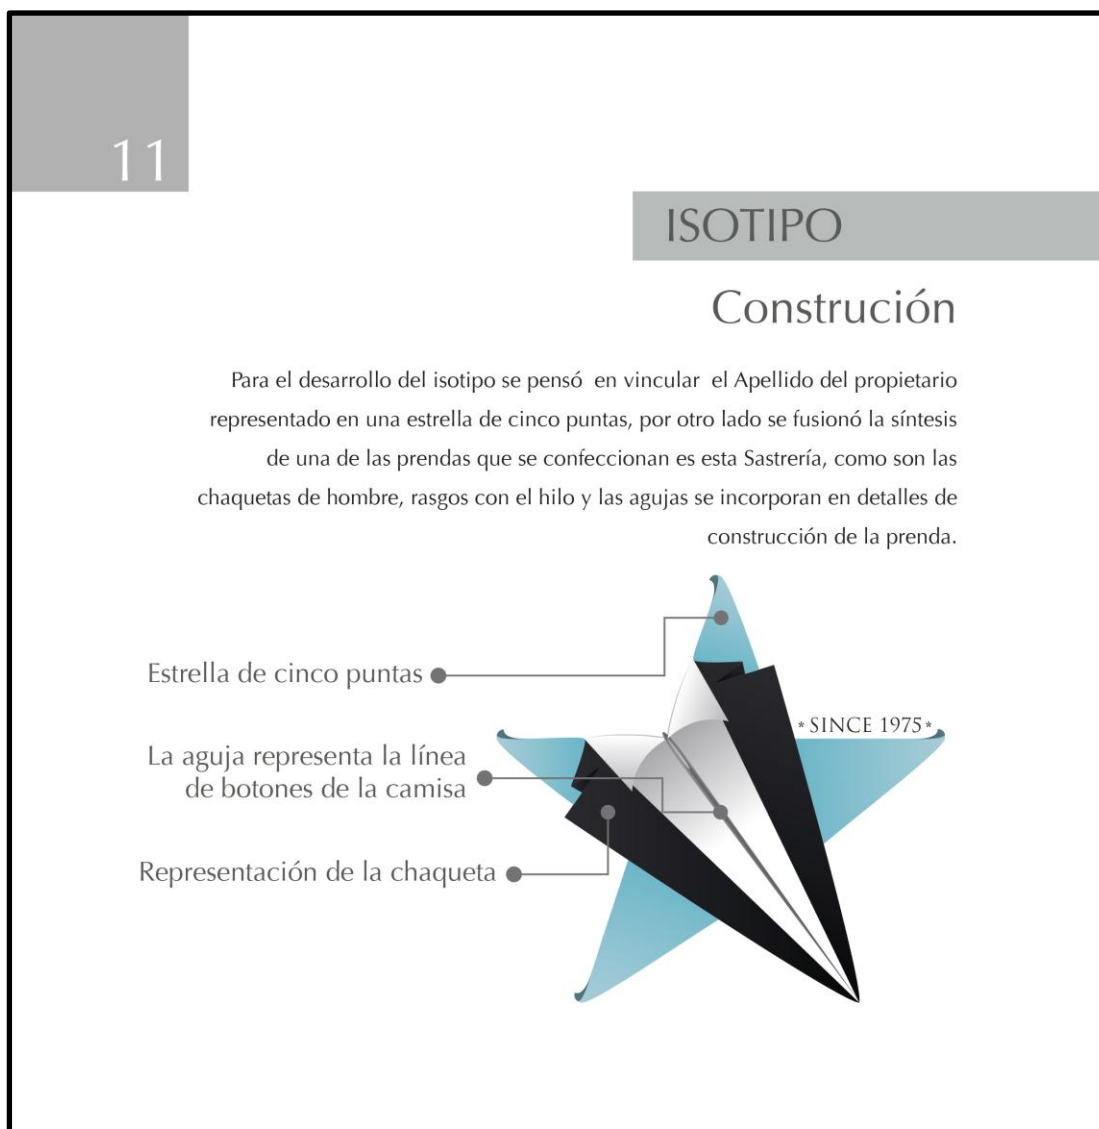 11
ISOTIPO
Construción
Para el desarrollo del isotipo se pensó en vincular el Apellido del propietario
representado en una estrella de cinco puntas, por otro lado se fusionó la síntesis
de una de las prendas que se confeccionan es esta Sastrería, como son las
chaquetas de hombre, rasgos con el hilo y las agujas se incorporan en detalles de
construcción de la prenda.
Estrella de cinco puntas
* SINCE 1975 *
La aguja representa la línea
de botones de la camisa
Representación de la chaqueta